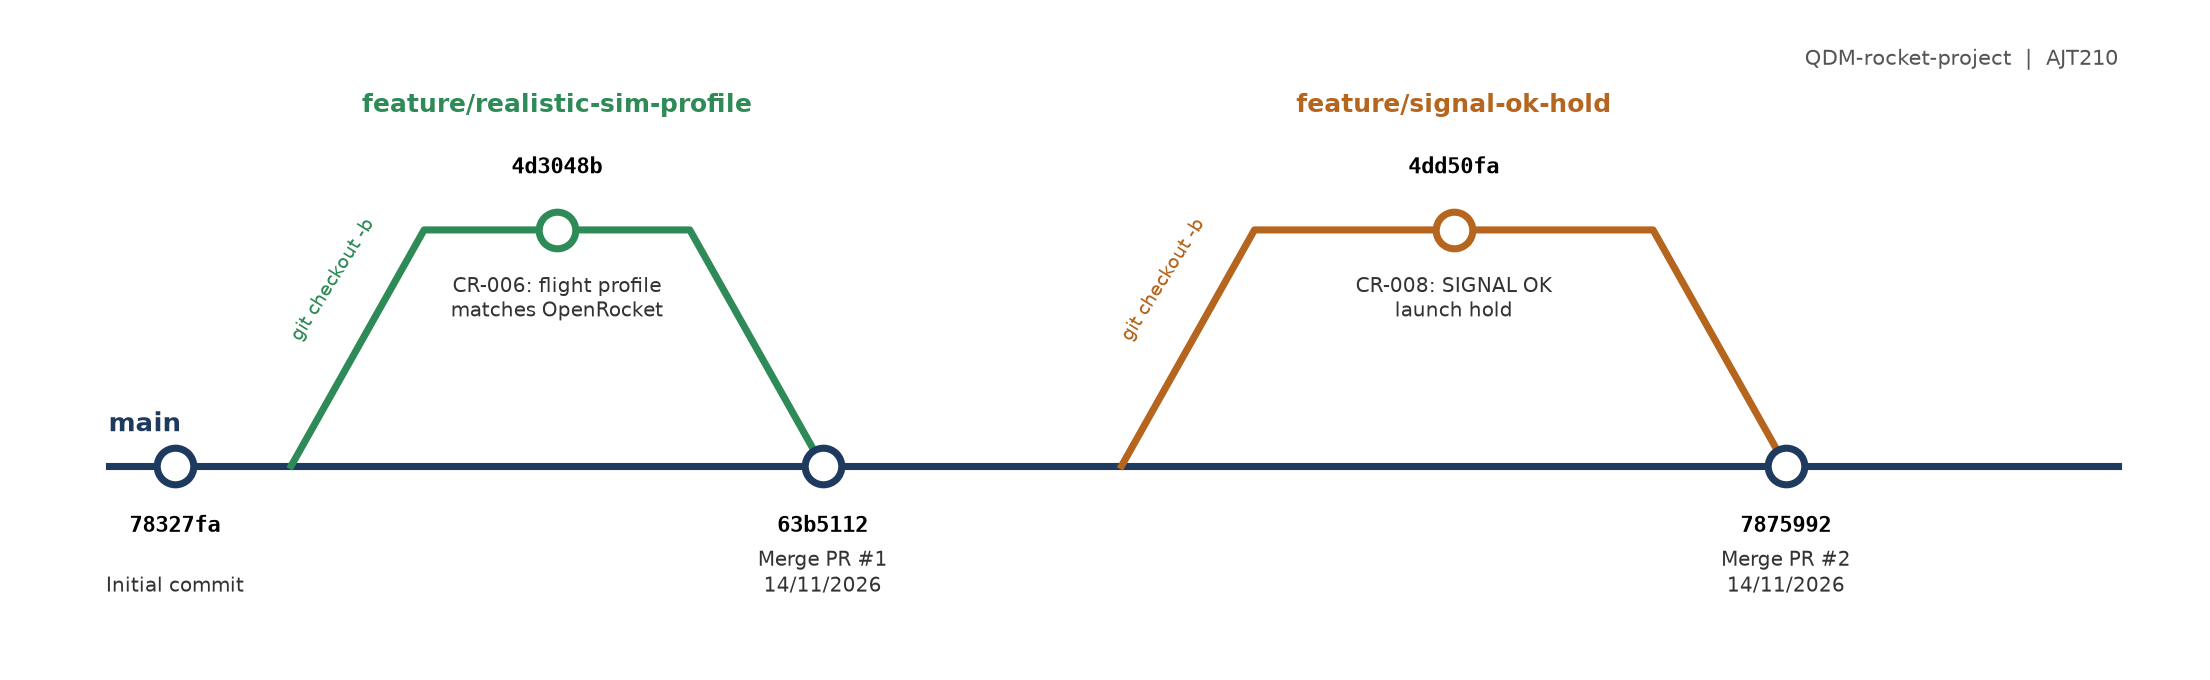 QDM-rocket-project | AJT210
feature/realistic-sim-profile
feature/signal-ok-hold
4d3048b
4dd50fa
git checkout -b
git checkout -b
CR-006: flight profile
matches OpenRocket
CR-008: SIGNAL OK
launch hold
main
78327fa
Initial commit
63b5112
Merge PR #1
14/11/2026
7875992
Merge PR #2
14/11/2026